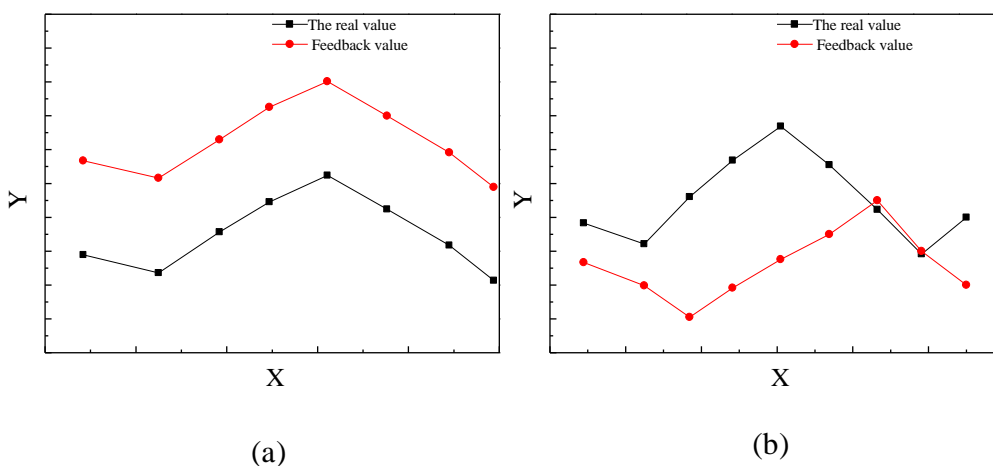 The real value
Feedback value
Y
X
(a)
The real value
Feedback value
Y
X
(b)